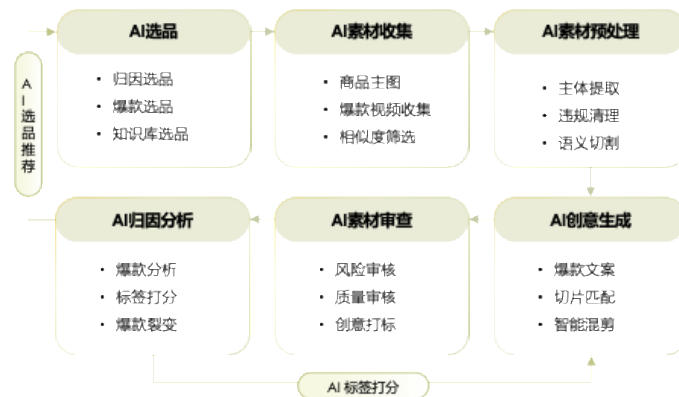 AI选品
• 归因选品
• 爆款选品
• 知识库选品
AI素材收集
• 商品主图
• 爆款视频收集
• 相似度筛选
AI素材预处理
• 主体提取
• 违规清理
• 语义切割
AI选品推荐
AI归因分析
• 爆款分析
• 标签打分
• 爆款裂变
AI素材审查
• 风险审核
• 质量审核
• 创意打标
AI创意生成
• 爆款文案
• 切片匹配
• 智能混剪
AI 标签打分